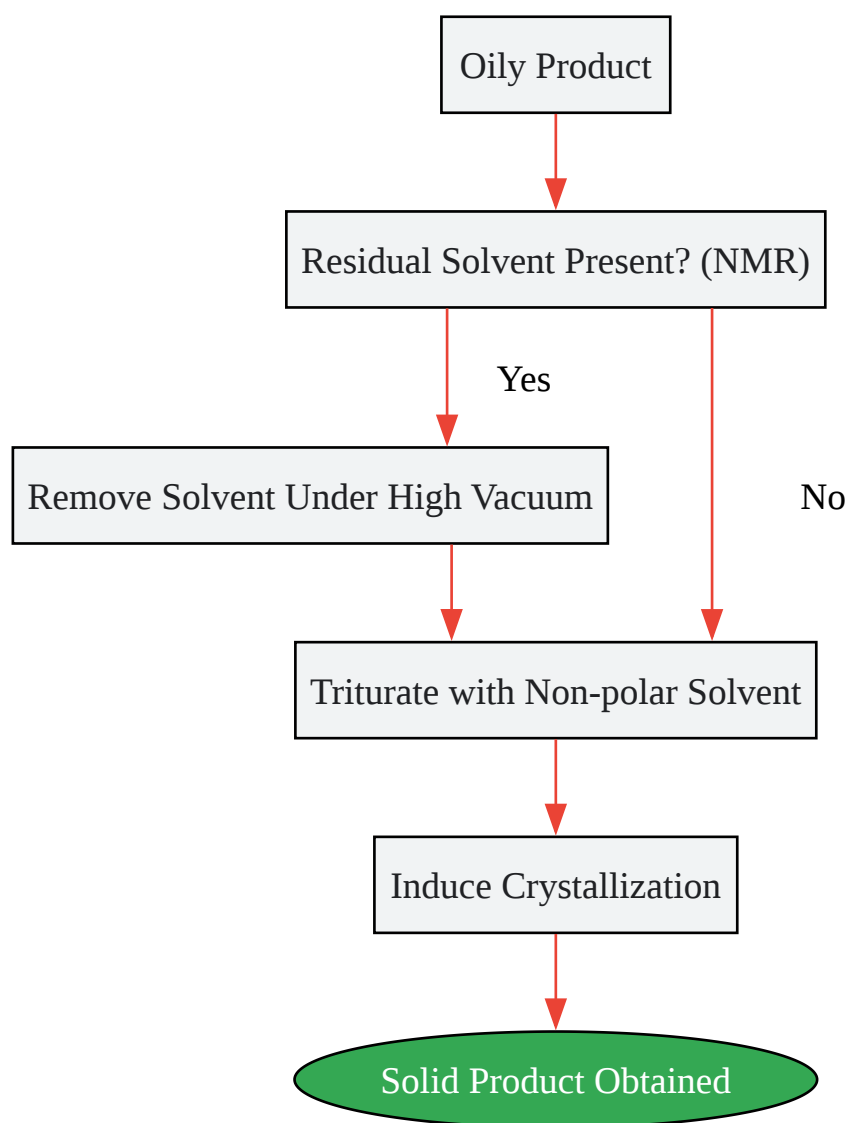 Oily Product
Residual Solvent Present? (NMR)
Yes
Remove Solvent Under High Vacuum
No
Triturate with Non-polar Solvent
Induce Crystallization
Solid Product Obtained